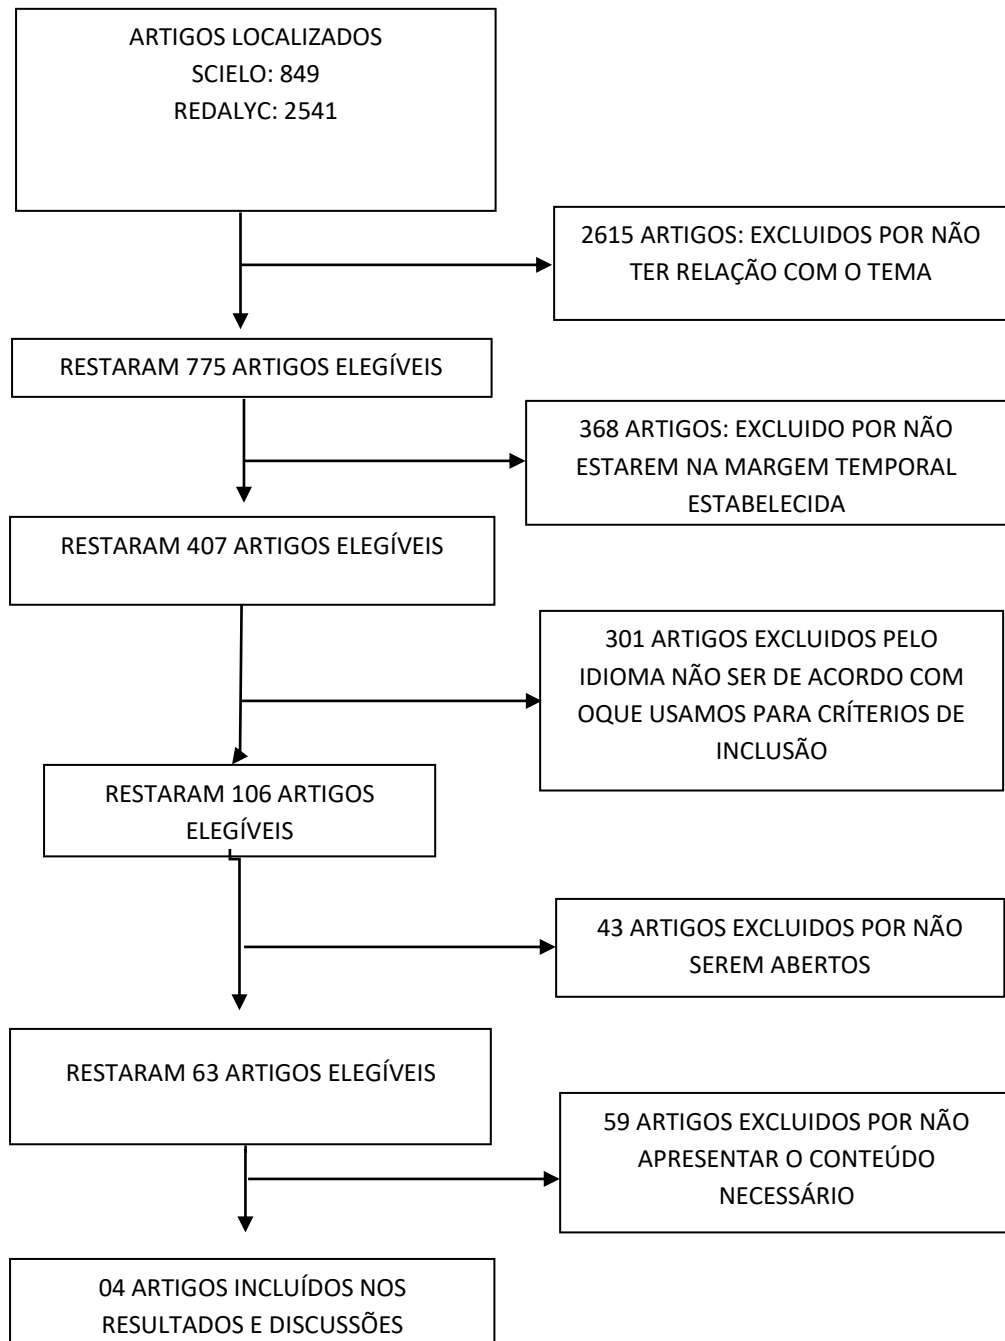 ARTIGOS LOCALIZADOS
SCIELO: 849
REDALYC: 2541
2615 ARTIGOS: EXCLUIDOS POR NÃO
TER RELAÇÃO COM O TEMA
RESTARAM 775 ARTIGOS ELEGÍVEIS
368 ARTIGOS: EXCLUIDO POR NÃO
ESTAREM NA MARGEM TEMPORAL
ESTABELECIDA
RESTARAM 407 ARTIGOS ELEGÍVEIS
301 ARTIGOS EXCLUIDOS PELO
IDIOMA NÃO SER DE ACORDO COM
OQUE USAMOS PARA CRÍTERIOS DE
INCLUSÃO
RESTARAM 106 ARTIGOS
ELEGÍVEIS
43 ARTIGOS EXCLUIDOS POR NÃO
SEREM ABERTOS
RESTARAM 63 ARTIGOS ELEGÍVEIS
59 ARTIGOS EXCLUIDOS POR NÃO
APRESENTAR O CONTEÚDO
NECESSÁRIO
04 ARTIGOS INCLUÍDOS NOS
RESULTADOS E DISCUSSÕES